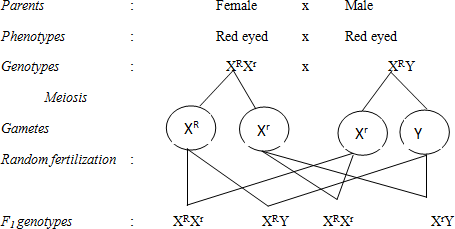 Parents : Female x Male
Phenotypes : Red eyed x Red eyed
Genotypes : XᴿXʳ x XᴿY
Meiosis
Gametes Xᴿ Xʳ Xʳ Y
Random fertilization :
F₁ genotypes : XᴿXʳ XᴿY XᴿXʳ XʳY